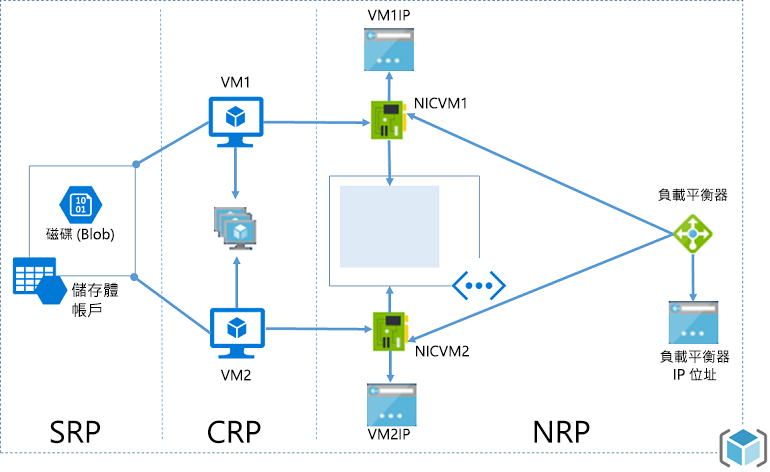 VM1IP
VM1
NICVM1
負載平衡器
10
01
磁碟 (Blob)
儲存體
帳戶
NICVM2
負載平衡器
IP 位址
VM2
VM2IP
SRP
CRP
NRP